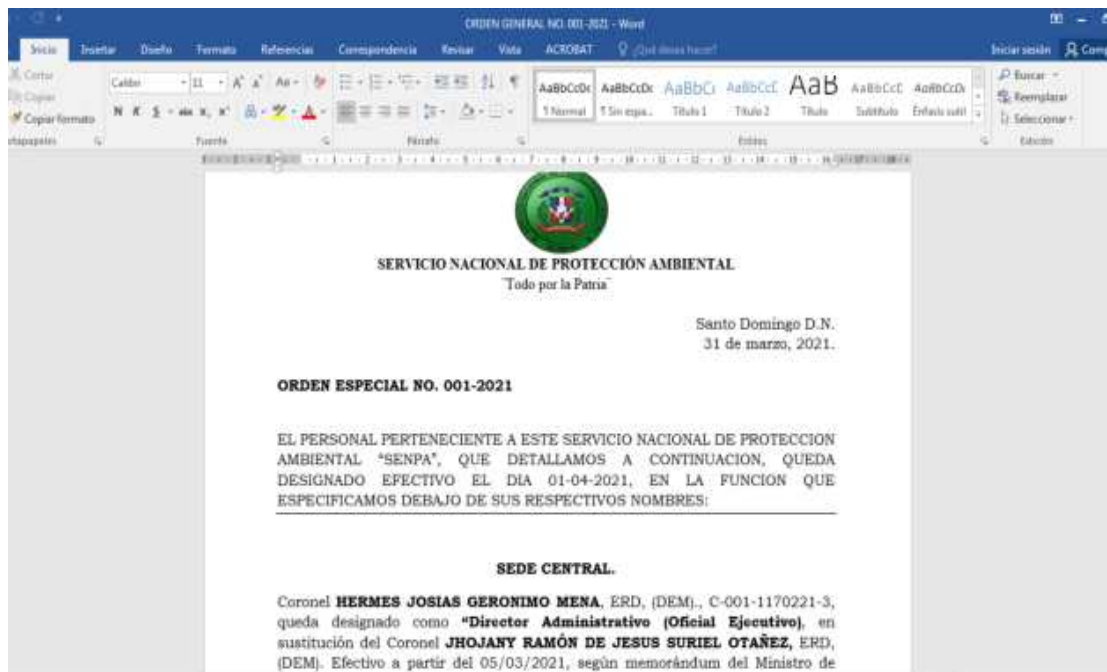 ORDEN GENERAL NO. 001-2021 - Word
Inicio Insertar Diseño Formato Referencias Correspondencia Revisar Vista ACROBAT ¿Qué desea hacer? Iniciar sesión
Cortar
Copiar
Copiar formato
Calibri 11
N K S abc x, x²
Fuente
Párrafo
AaBbCcDc AaBbCcDc AaBbC AaBbCcC AaB AaBbCcC AaBbCcDc
1 Normal 1 Sin espa... Título 1 Título 2 Título Subtítulo Énfasis sutil
Estilos
Buscar
Reemplazar
Seleccionar
Edición
SERVICIO NACIONAL DE PROTECCIÓN AMBIENTAL
¨Todo por la Patria¨
Santo Domingo D.N.
31 de marzo, 2021.
ORDEN ESPECIAL NO. 001-2021
EL PERSONAL PERTENECIENTE A ESTE SERVICIO NACIONAL DE PROTECCION
AMBIENTAL “SENPA”, QUE DETALLAMOS A CONTINUACION, QUEDA
DESIGNADO EFECTIVO EL DIA 01-04-2021, EN LA FUNCION QUE
ESPECIFICAMOS DEBAJO DE SUS RESPECTIVOS NOMBRES:
SEDE CENTRAL.
Coronel HERMES JOSIAS GERONIMO MENA, ERD, (DEM)., C-001-1170221-3,
queda designado como “Director Administrativo (Oficial Ejecutivo), en
sustitución del Coronel JHOJANY RAMÓN DE JESUS SURIEL OTAÑEZ, ERD,
(DEM). Efectivo a partir del 05/03/2021, según memorándum del Ministro de